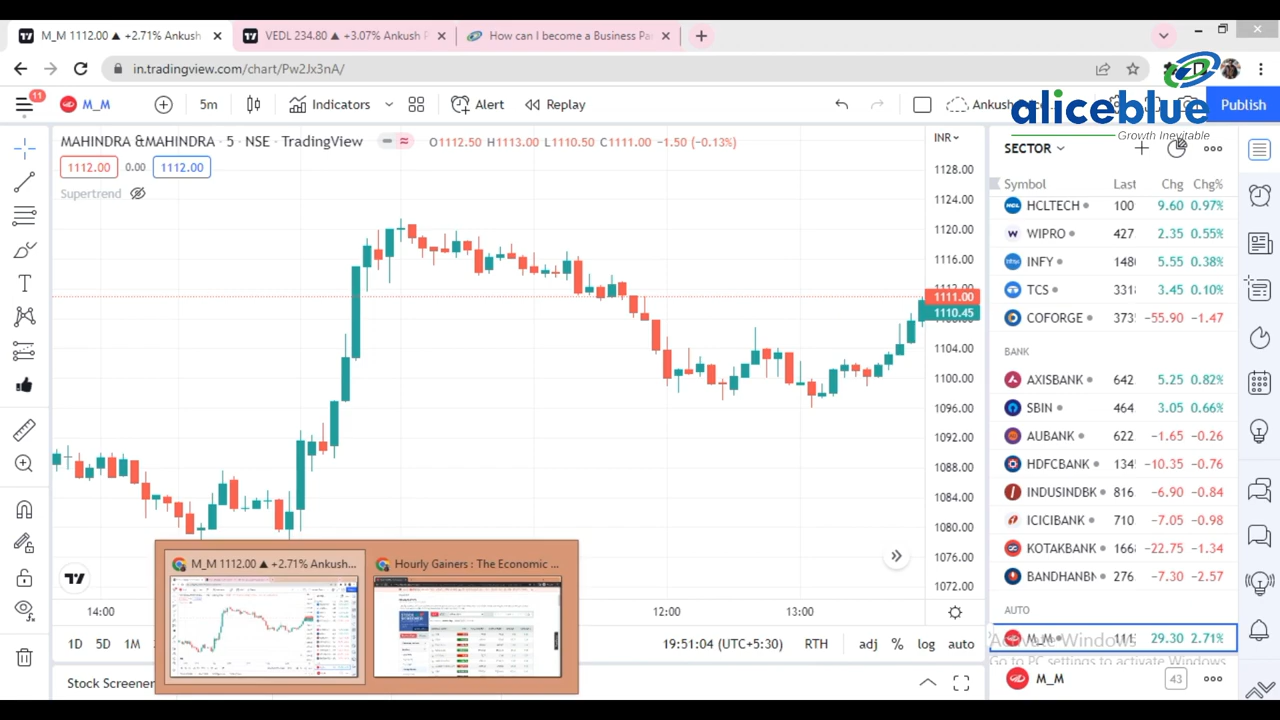 M_M 1112.00 ▲ +2.71% Ankush
VEDL 234.80 ▲ +3.07% Ankush
How can I become a Business Pa
in.tradingview.com/chart/Pw2Jx3nA/
11
M_M
5m
Indicators
Alert
Replay
Ankush
Publish
aliceblue
Growth Inevitable
MAHINDRA &MAHINDRA · 5 · NSE · TradingView
O1112.50 H1113.00 L1110.50 C1111.00 −1.50 (−0.13%)
1112.00 0.00 1112.00
Supertrend
INR
1128.00
1124.00
1120.00
1116.00
1112.00
1111.00
1110.45
1104.00
1100.00
1096.00
1092.00
1088.00
1084.00
1080.00
1076.00
1072.00
SECTOR
Symbol Last Chg Chg%
HCLTECH 100 9.60 0.97%
WIPRO 427 2.35 0.55%
INFY 148 5.55 0.38%
TCS 331 3.45 0.10%
COFORGE 373 −55.90 −1.47
BANK
AXISBANK 642 5.25 0.82%
SBIN 464 3.05 0.66%
AUBANK 622 −1.65 −0.26
HDFCBANK 134 −10.35 −0.76
INDUSINDBK 816 −6.90 −0.84
ICICIBANK 710 −7.05 −0.98
KOTAKBANK 166 −22.75 −1.34
BANDHANBN 276 −7.30 −2.57
AUTO
M_M 111 29.30 2.71%
Activate Windows
Go to PC settings to activate Windows
M_M 43
M_M 1112.00 ▲ +2.71% Ankush...
Hourly Gainers : The Economic ...
14:00 12:00 13:00
1D 5D 1M
19:51:04 (UTC+5:30) RTH adj % log auto
Stock Screener